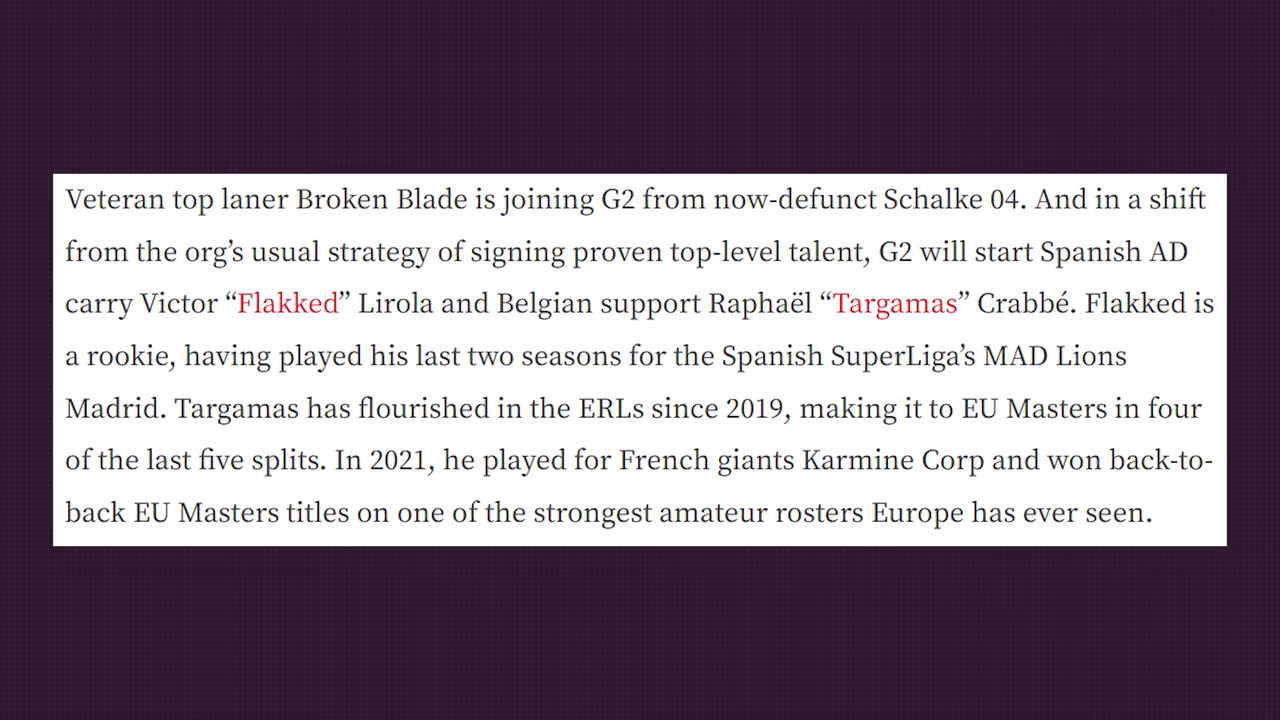 Veteran top laner Broken Blade is joining G2 from now-defunct Schalke 04. And in a shift
from the org’s usual strategy of signing proven top-level talent, G2 will start Spanish AD
carry Victor “Flakked” Lirola and Belgian support Raphaël “Targamas” Crabbé. Flakked is
a rookie, having played his last two seasons for the Spanish SuperLiga’s MAD Lions
Madrid. Targamas has flourished in the ERLs since 2019, making it to EU Masters in four
of the last five splits. In 2021, he played for French giants Karmine Corp and won back-to-
back EU Masters titles on one of the strongest amateur rosters Europe has ever seen.